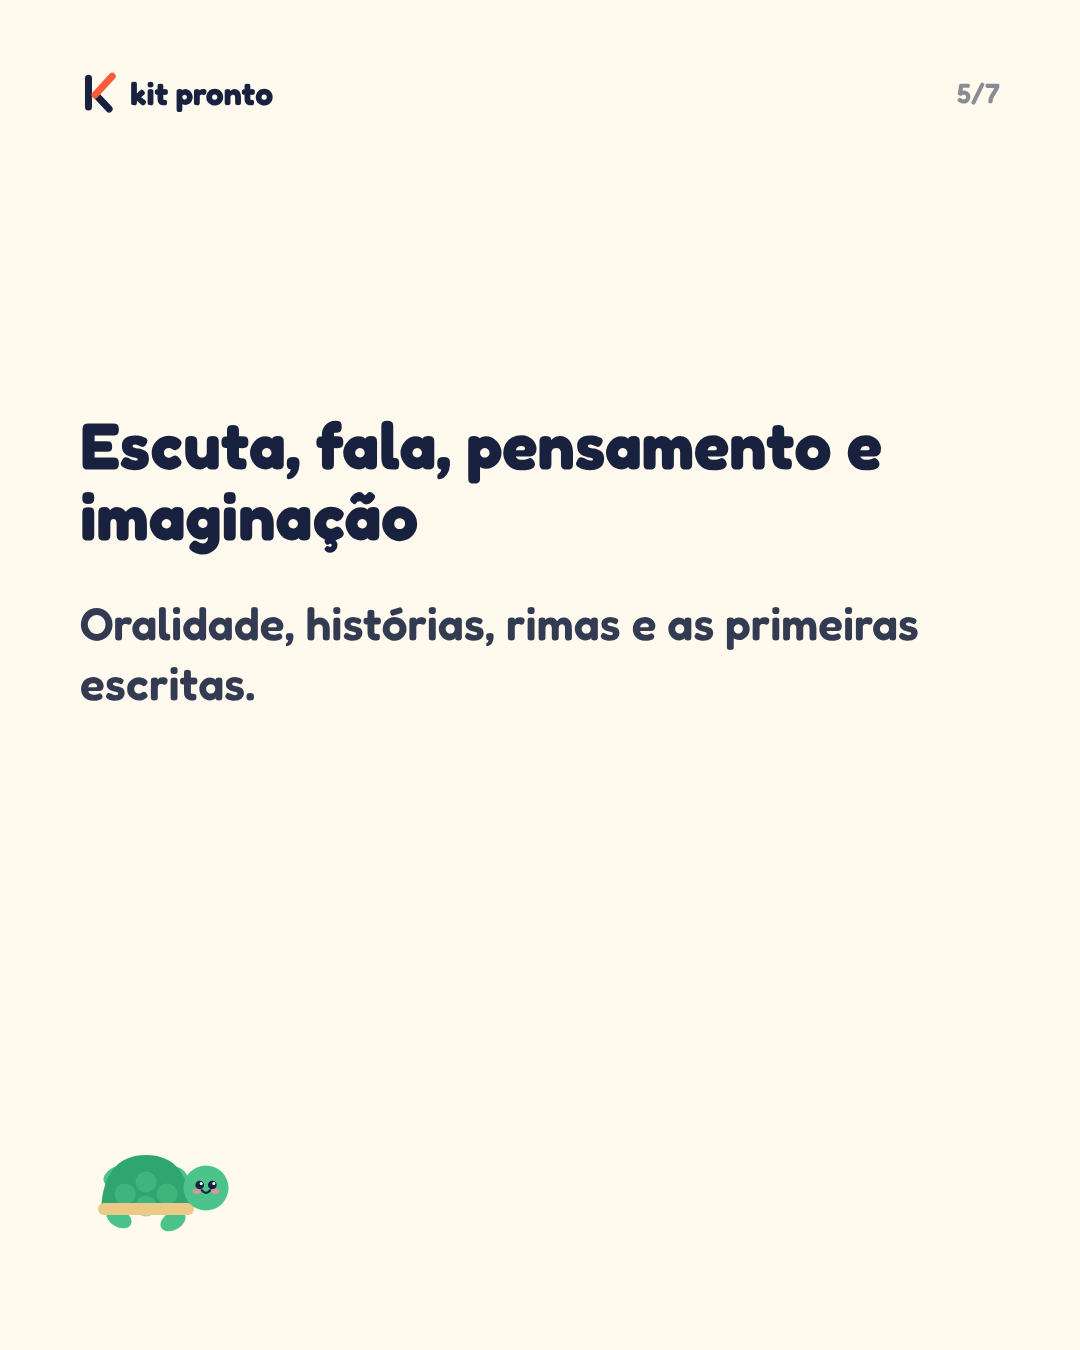 kit pronto
5/7
Escuta, fala, pensamento e
imaginação
Oralidade, histórias, rimas e as primeiras
escritas.